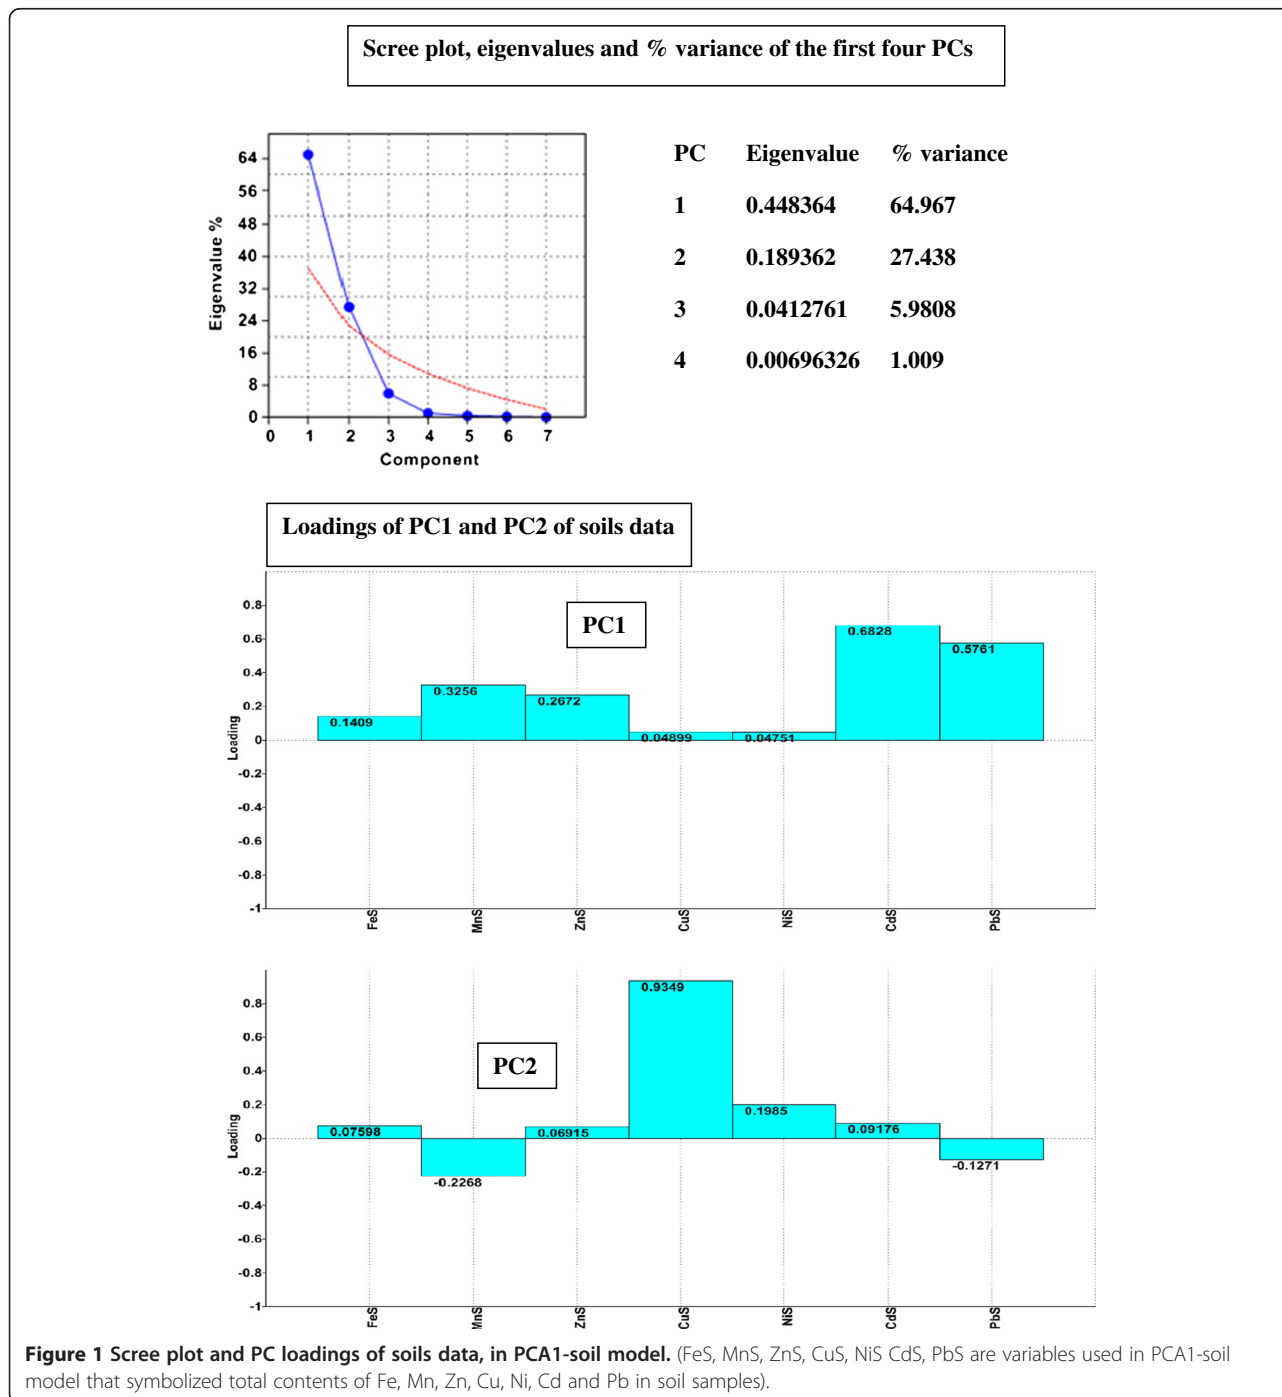 Scree plot, eigenvalues and % variance of the first four PCs
64
56
48
40
32
24
16
8
0
Eigenvalue %
0 1 2 3 4 5 6 7
Component
PC Eigenvalue % variance
1 0.448364 64.967
2 0.189362 27.438
3 0.0412761 5.9808
4 0.00696326 1.009
Loadings of PC1 and PC2 of soils data
PC1
Loading
0.8
0.6
0.4
0.2
0
-0.2
-0.4
-0.6
-0.8
-1
0.1409 0.3256 0.2672 0.04899 0.04751 0.6828 0.5761
FeS MnS ZnS CuS NiS CdS PbS
PC2
Loading
0.8
0.6
0.4
0.2
0
-0.2
-0.4
-0.6
-0.8
-1
0.07598 -0.2268 0.06915 0.9349 0.1985 0.09176 -0.1271
FeS MnS ZnS CuS NiS CdS PbS
Figure 1 Scree plot and PC loadings of soils data, in PCA1-soil model. (FeS, MnS, ZnS, CuS, NiS CdS, PbS are variables used in PCA1-soil
model that symbolized total contents of Fe, Mn, Zn, Cu, Ni, Cd and Pb in soil samples).